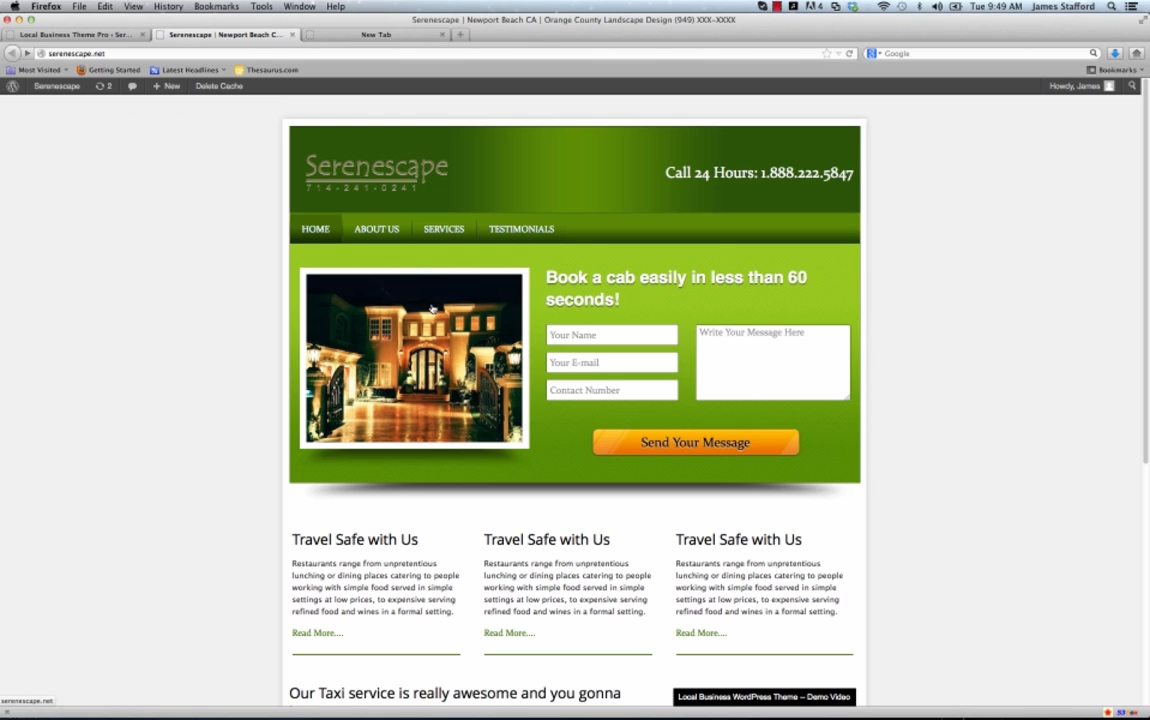 Firefox File Edit View History Bookmarks Tools Window Help 4 Tue 9:49 AM James Stafford
Serenescape | Newport Beach CA | Orange County Landscape Design (949) XXX-XXXX
Local Business Theme Pro ‹ Ser... Serenescape | Newport Beach C... New Tab
serenescape.net Google
Most Visited Getting Started Latest Headlines Thesaurus.com Bookmarks
Serenescape 2 + New Delete Cache Howdy, James
Serenescape
714-241-0241
Call 24 Hours: 1.888.222.5847
HOME ABOUT US SERVICES TESTIMONIALS
Book a cab easily in less than 60
seconds!
Your Name
Your E-mail
Contact Number
Write Your Message Here
Send Your Message
Travel Safe with Us
Restaurants range from unpretentious
lunching or dining places catering to people
working with simple food served in simple
settings at low prices, to expensive serving
refined food and wines in a formal setting.
Read More....
Travel Safe with Us
Restaurants range from unpretentious
lunching or dining places catering to people
working with simple food served in simple
settings at low prices, to expensive serving
refined food and wines in a formal setting.
Read More....
Travel Safe with Us
Restaurants range from unpretentious
lunching or dining places catering to people
working with simple food served in simple
settings at low prices, to expensive serving
refined food and wines in a formal setting.
Read More....
Our Taxi service is really awesome and you gonna
Local Business WordPress Theme – Demo Video
serenescape.net